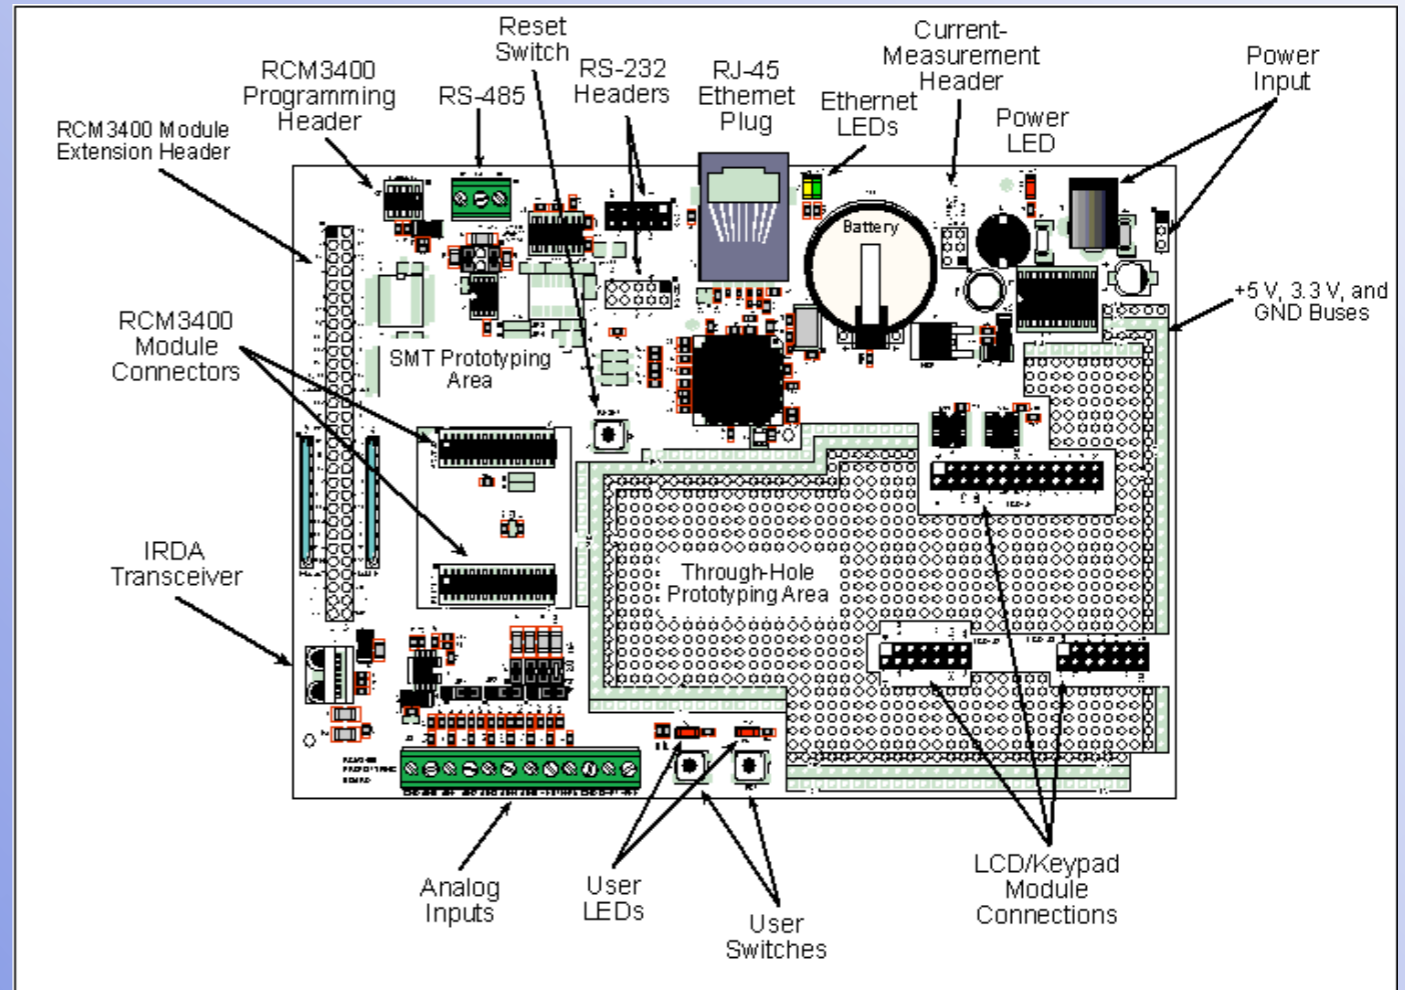 Reset
Switch
RCM3400
Programming
Header
RS-485
RS-232
Headers
RJ-45
Ethernet
Plug
Ethernet
LEDs
Current-
Measurement
Header
Power
LED
Power
Input
RCM3400 Module
Extension Header
Battery
+5 V, 3.3 V, and
GND Buses
RCM3400
Module
Connectors
SMT Prototyping
Area
IRDA
Transceiver
Through-Hole
Prototyping Area
Analog
Inputs
User
LEDs
User
Switches
LCD/Keypad
Module
Connections